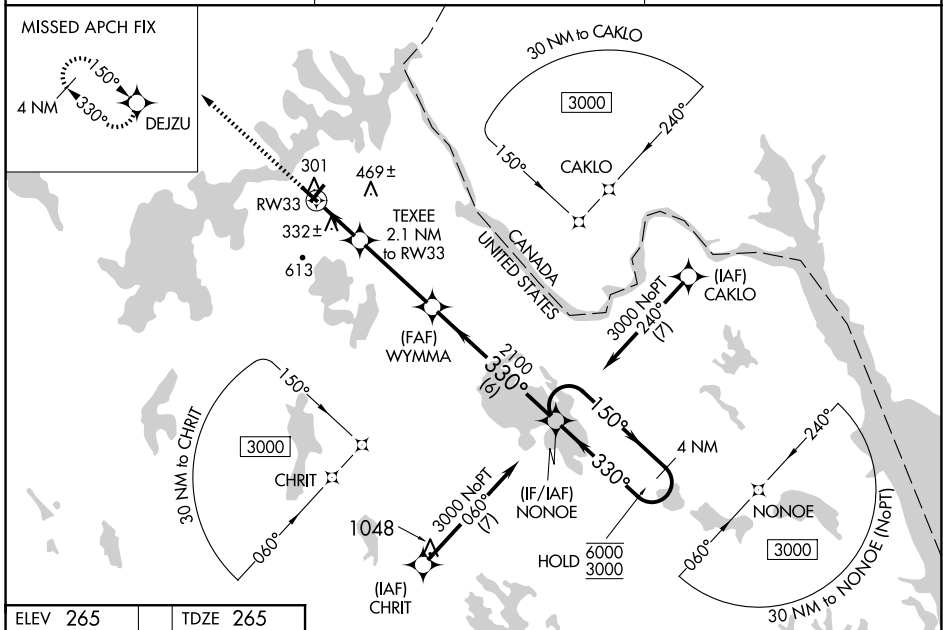 MISSED APCH FIX
150°
4 NM
330°
DEJZU
30 NM to CAKLO
3000
150°
240°
CAKLO
301
469±
RW33
332±
TEXEE
2.1 NM
to RW33
613
CANADA
UNITED STATES
(IAF)
CAKLO
3000 NoPT
240°
(7)
(FAF)
WYMMA
2100
330°
(6)
150°
30 NM to CHRIT
3000
CHRIT
060°
150°
4 NM
330°
(IF/IAF)
NONOE
240°
NONOE
060°
3000
30 NM to NONOE (NoPT)
3000 NoPT
060°
(7)
1048
(IAF)
CHRIT
HOLD
6000
3000
ELEV 265
TDZE 265